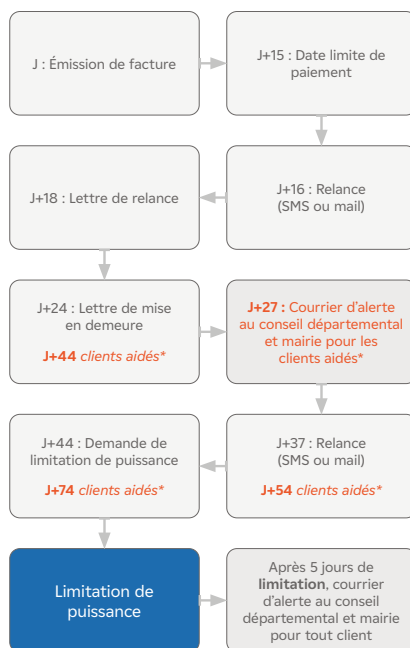 J : Émission de facture
J+15 : Date limite de
paiement
J+16 : Relance
(SMS ou mail)
J+18 : Lettre de relance
J+24 : Lettre de mise
en demeure
J+44 clients aidés*
J+27 : Courrier d’alerte
au conseil départemental
et mairie pour les
clients aidés*
J+37 : Relance
(SMS ou mail)
J+54 clients aidés*
J+44 : Demande de
limitation de puissance
J+74 clients aidés*
Limitation de
puissance
Après 5 jours de
limitation, courrier
d’alerte au conseil
départemental et mairie
pour tout client